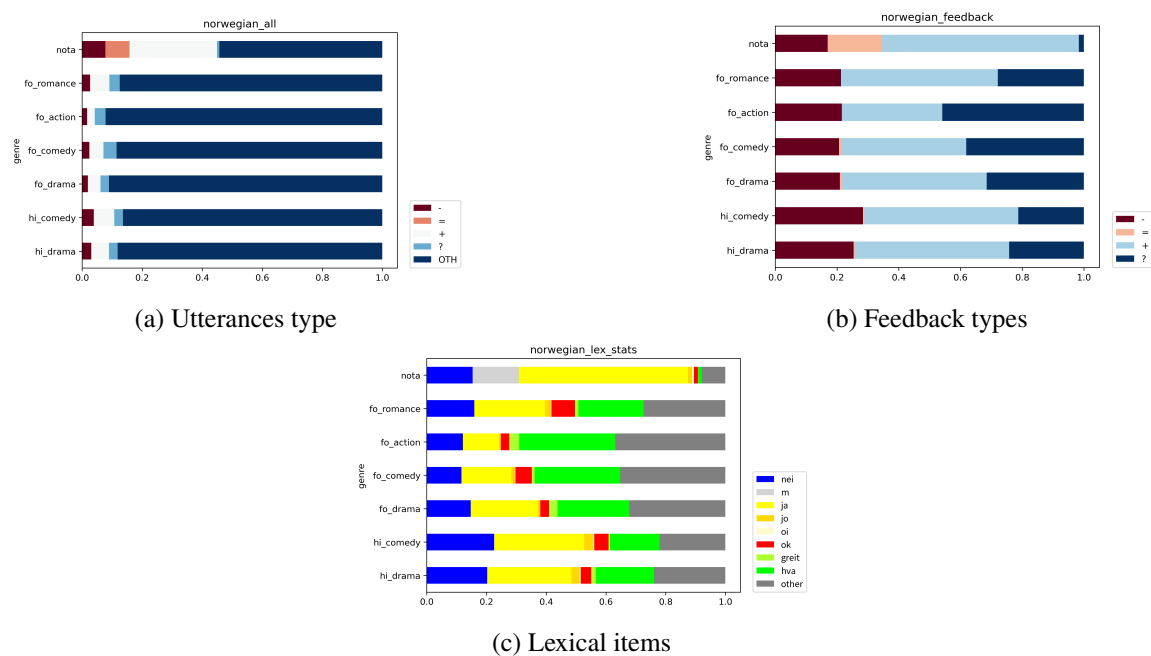 norwegian_all
genre
nota
fo_romance
fo_action
fo_comedy
fo_drama
hi_comedy
hi_drama
0.0 0.2 0.4 0.6 0.8 1.0
-
=
+
?
OTH
(a) Utterances type
norwegian_feedback
genre
nota
fo_romance
fo_action
fo_comedy
fo_drama
hi_comedy
hi_drama
0.0 0.2 0.4 0.6 0.8 1.0
-
=
+
?
(b) Feedback types
norwegian_lex_stats
genre
nota
fo_romance
fo_action
fo_comedy
fo_drama
hi_comedy
hi_drama
0.0 0.2 0.4 0.6 0.8 1.0
nei
m
ja
jo
oi
ok
greit
hva
other
(c) Lexical items